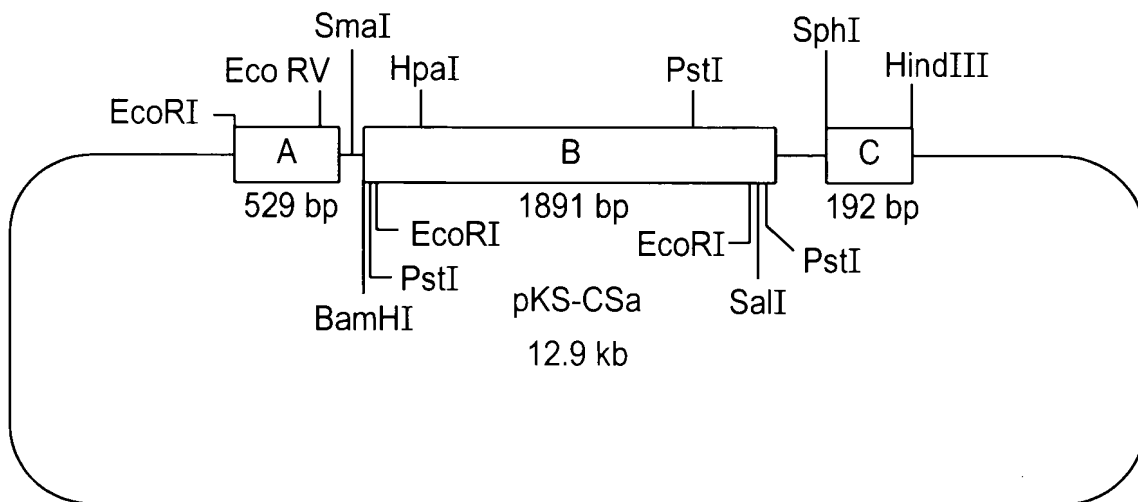 SmaI
SphI
Eco RV
HpaI
PstI
HindIII
EcoRI
A
B
C
529 bp
1891 bp
192 bp
EcoRI
EcoRI
PstI
PstI
BamHI
pKS-CSa
SalI
12.9 kb